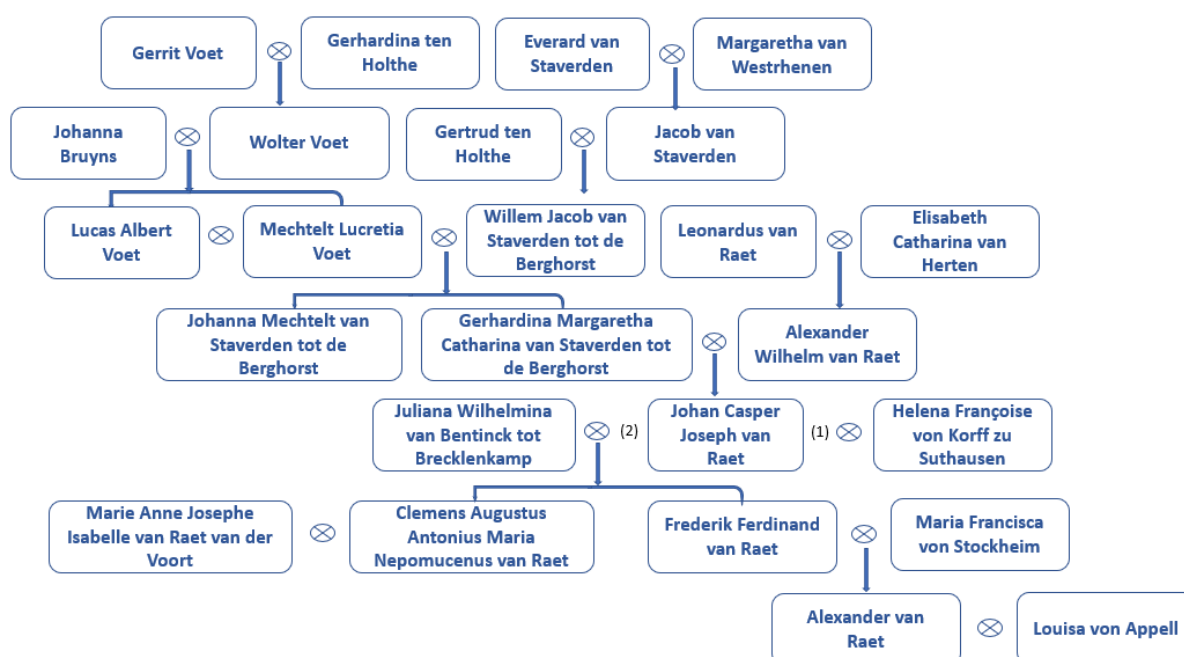 Gerrit Voet
Gerhardina ten
Holthe
Everard van
Staverden
Margaretha van
Westrhenen
Johanna
Bruyns
Wolter Voet
Gertrud ten
Holthe
Jacob van
Staverden
Lucas Albert
Voet
Mechtelt Lucretia
Voet
Willem Jacob van
Staverden tot de
Berghorst
Leonardus van
Raet
Elisabeth
Catharina van
Herten
Johanna Mechtelt van
Staverden tot de
Berghorst
Gerhardina Margaretha
Catharina van Staverden tot
de Berghorst
Alexander
Wilhelm van Raet
Juliana Wilhelmina
van Bentinck tot
Brecklenkamp
(2)
Johan Casper
Joseph van
Raet
(1)
Helena Françoise
von Korff zu
Suthausen
Marie Anne Josephe
Isabelle van Raet van der
Voort
Clemens Augustus
Antonius Maria
Nepomucenus van Raet
Frederik Ferdinand
van Raet
Maria Francisca
von Stockheim
Alexander van
Raet
Louisa von Appell